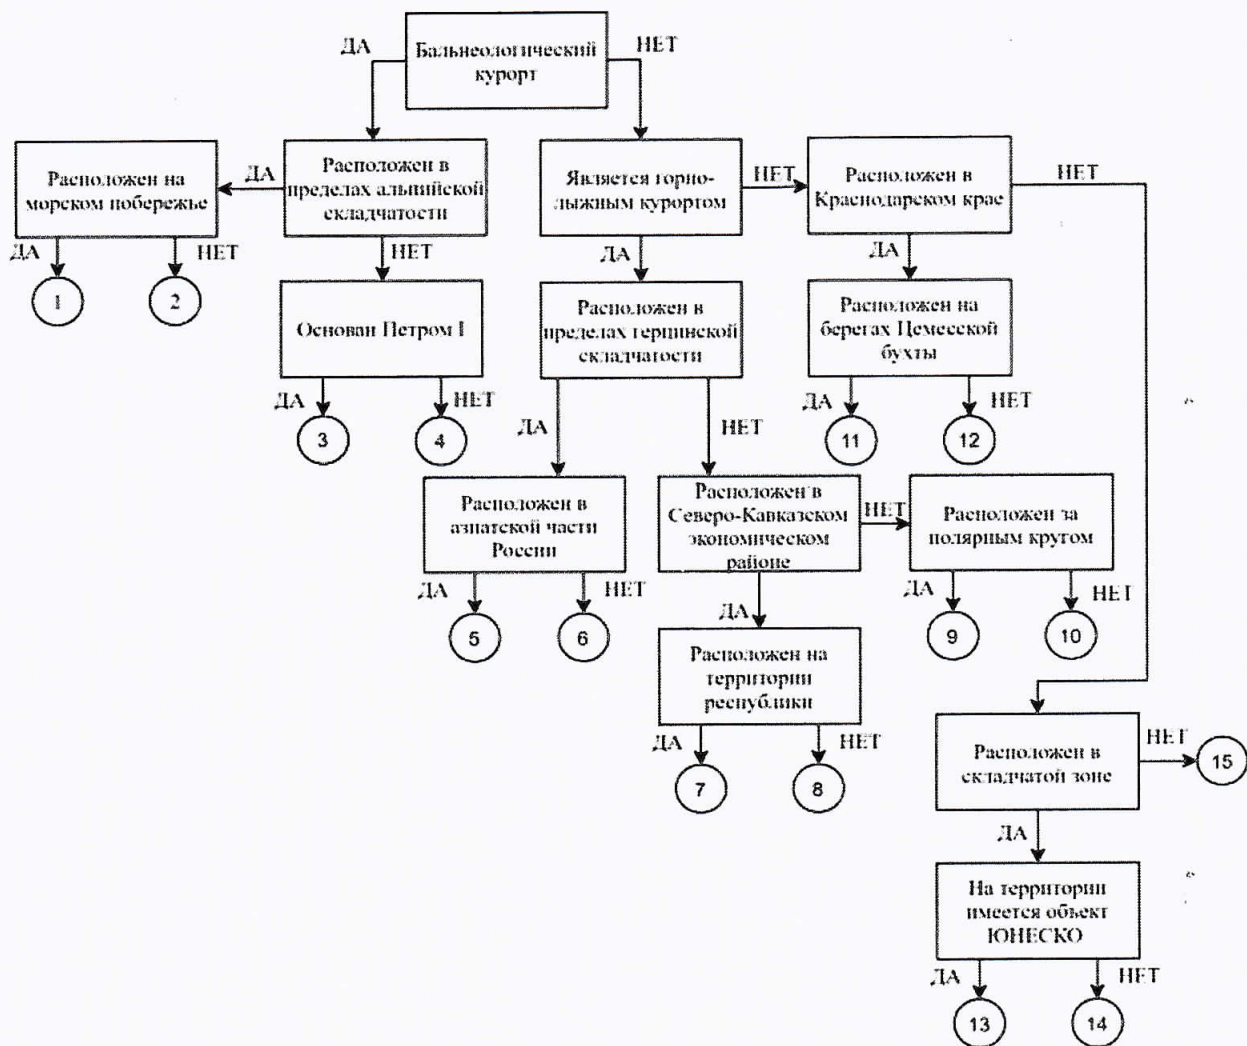 ДА
Бальнеологический
курорт
НЕТ
Расположен на
морском побережье
ДА
Расположен в
пределах альпийской
складчатости
Является горно-
лыжным курортом
НЕТ
Расположен в
Краснодарском крае
НЕТ
ДА
НЕТ
НЕТ
ДА
ДА
1
2
Основан Петром I
Расположен в
пределах герцинской
складчатости
Расположен на
берегах Цемесской
бухты
ДА
НЕТ
3
4
ДА
НЕТ
ДА
НЕТ
11
12
Расположен в
азиатской части
России
Расположен в
Северо-Кавказском
экономическом
районе
НЕТ
Расположен за
полярным кругом
ДА
НЕТ
5
6
ДА
ДА
НЕТ
9
10
Расположен на
территории
республики
ДА
НЕТ
7
8
Расположен в
складчатой зоне
НЕТ
15
ДА
На территории
имеется объект
ЮНЕСКО
ДА
НЕТ
13
14